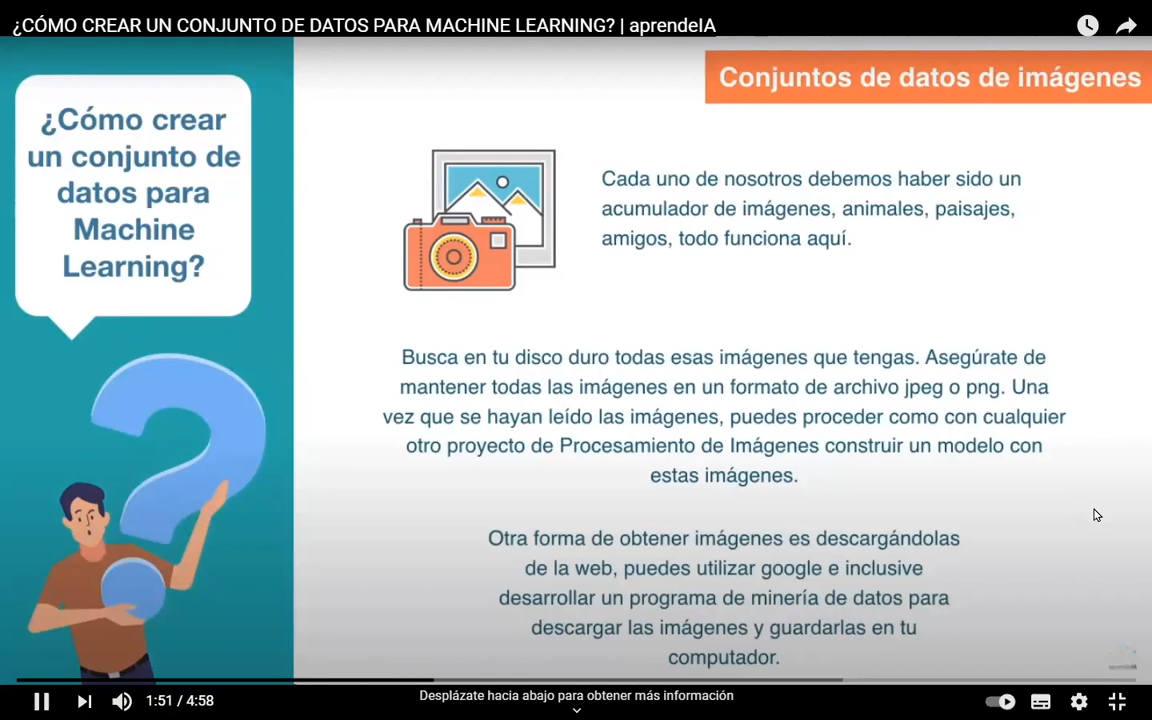 ¿CÓMO CREAR UN CONJUNTO DE DATOS PARA MACHINE LEARNING? | aprendeIA
Conjuntos de datos de imágenes
¿Cómo crear
un conjunto de
datos para
Machine
Learning?
Cada uno de nosotros debemos haber sido un
acumulador de imágenes, animales, paisajes,
amigos, todo funciona aquí.
Busca en tu disco duro todas esas imágenes que tengas. Asegúrate de
mantener todas las imágenes en un formato de archivo jpeg o png. Una
vez que se hayan leído las imágenes, puedes proceder como con cualquier
otro proyecto de Procesamiento de Imágenes construir un modelo con
estas imágenes.
Otra forma de obtener imágenes es descargándolas
de la web, puedes utilizar google e inclusive
desarrollar un programa de minería de datos para
descargar las imágenes y guardarlas en tu
computador.
aprendeIA
1:51 / 4:58
Desplázate hacia abajo para obtener más información